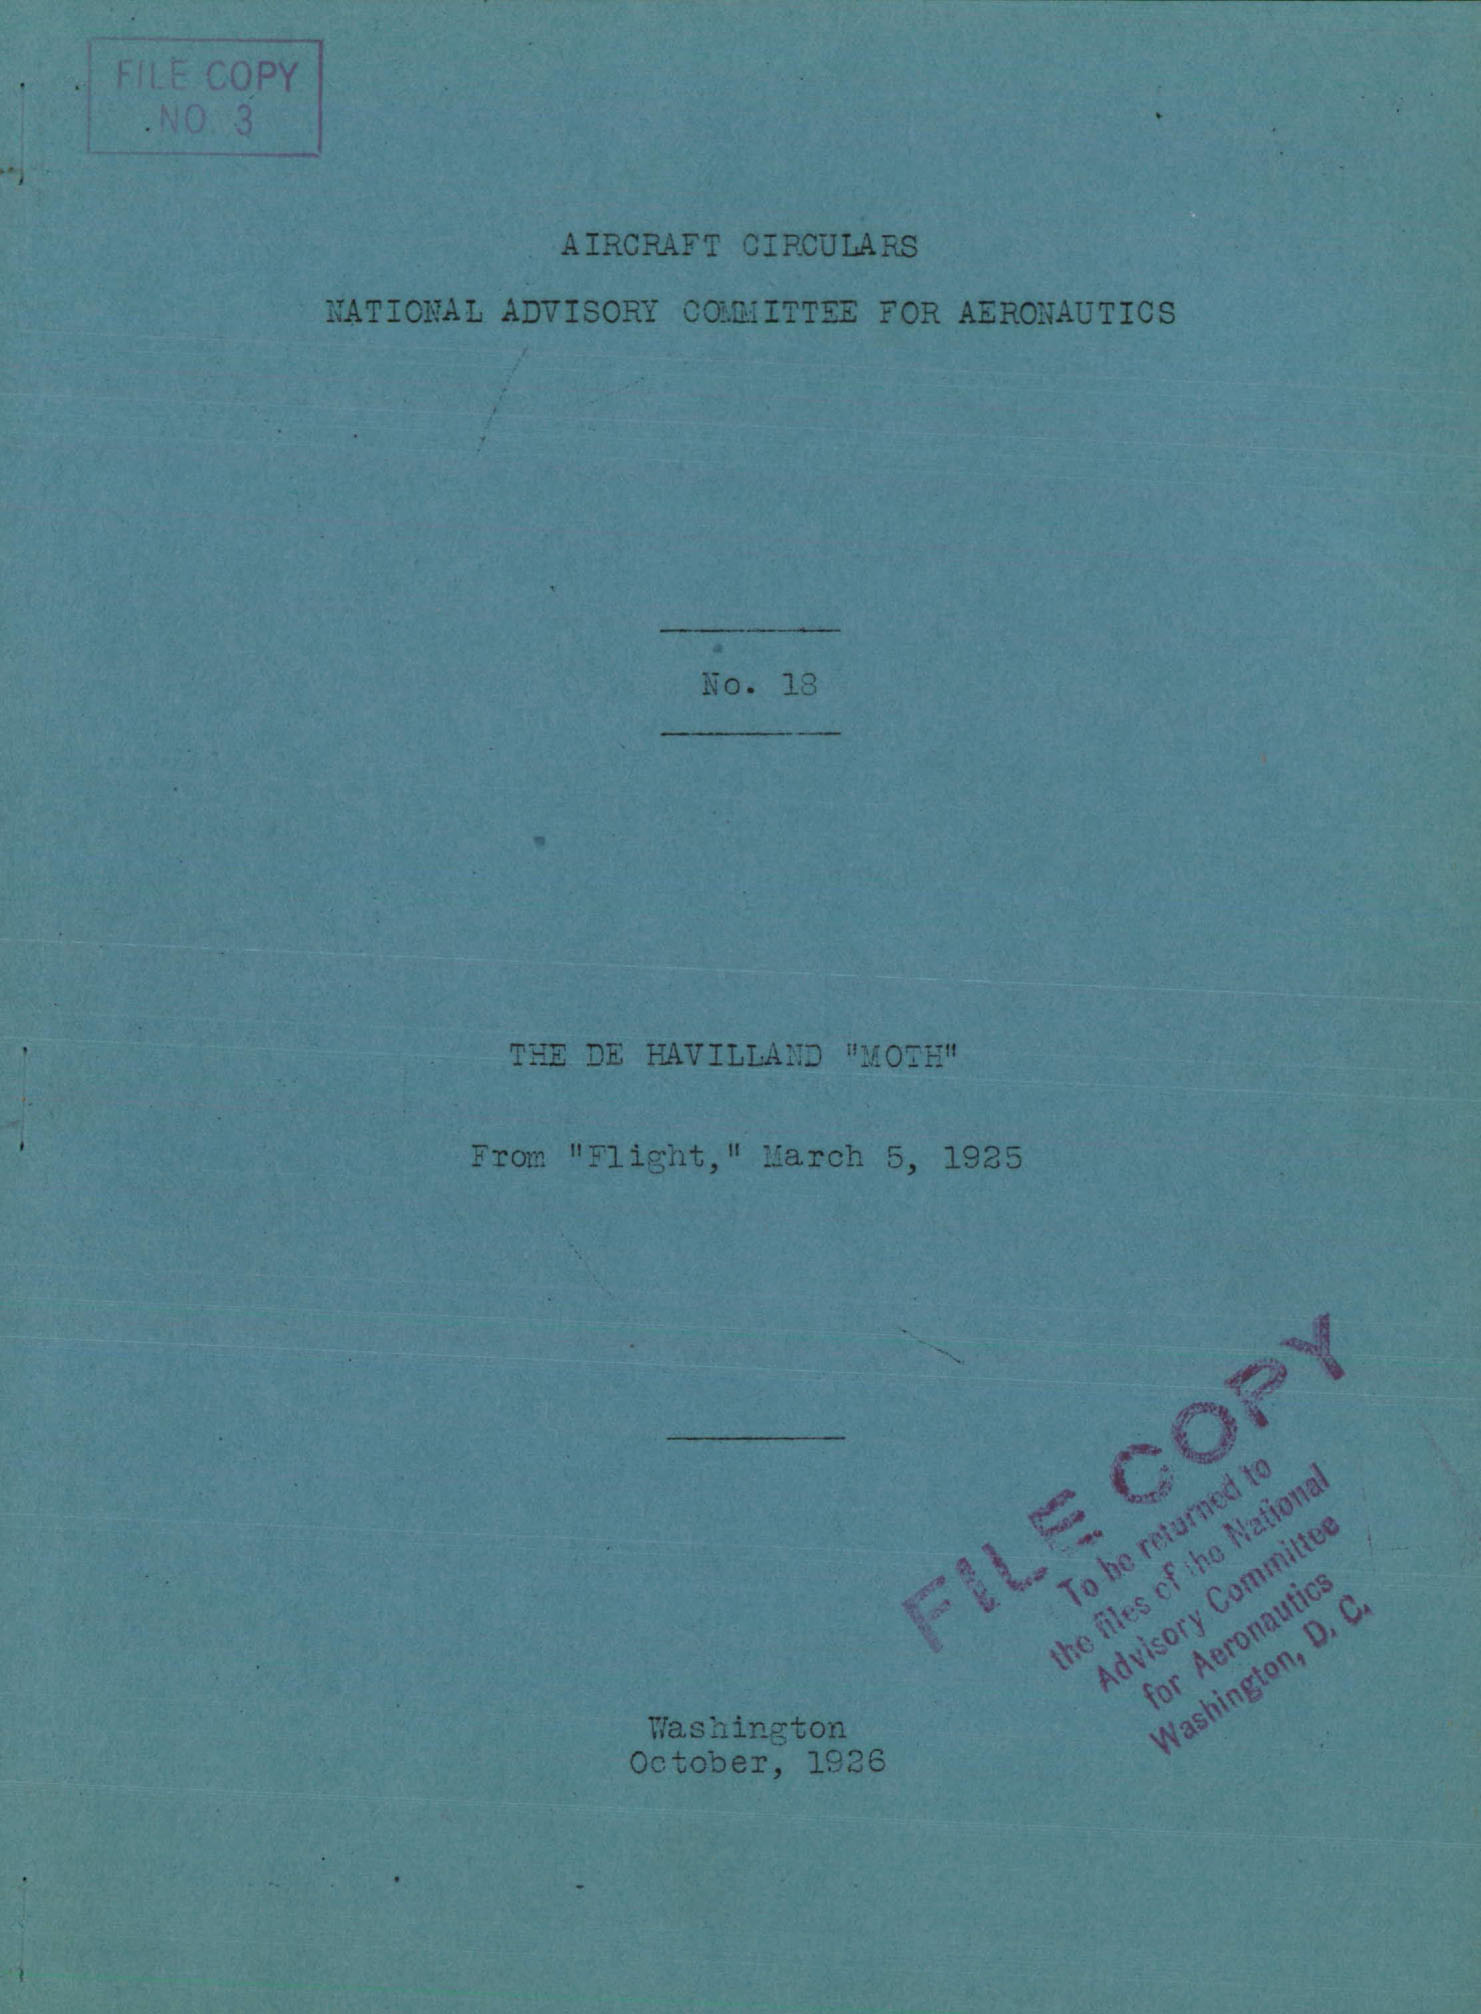 FILE COPY
NO. 3
AIRCRAFT CIRCULARS
NATIONAL ADVISORY COMMITTEE FOR AERONAUTICS
No. 18
THE DE HAVILLAND "MOTH"
From "Flight," March 5, 1925
FILE COPY
To be returned to
the files of the National
Advisory Committee
for Aeronautics
Washington, D. C.
Washington
October, 1926